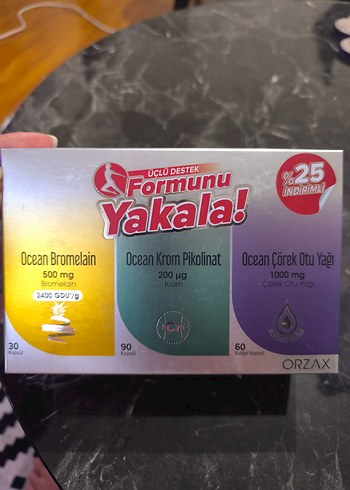 ÜÇLÜ DESTEK
Formunu
Yakala!
%25
İNDİRİMLİ
Ocean Bromelain
500 mg
Bromelain
2400 GDU*/g
30
Kapsül
Ocean Krom Pikolinat
200 µg
Krom
90
Kapsül
Ocean Çörek Otu Yağı
1000 mg
Çörek Otu Yağı
60
Softjel Kapsül
ORZAX